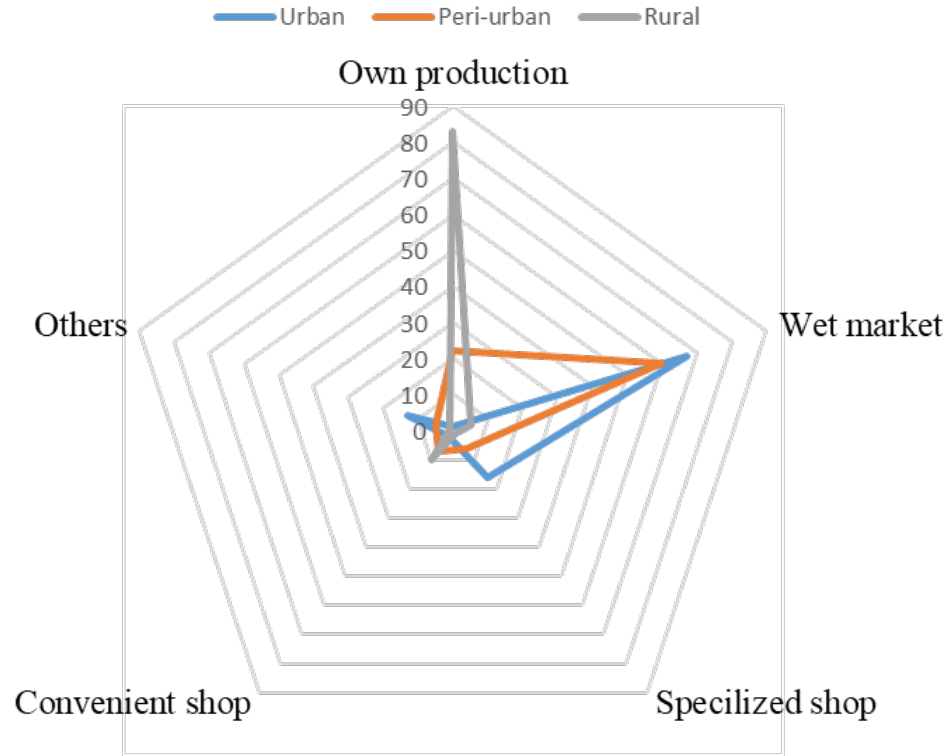 Urban Peri-urban Rural
Own production
90
80
70
60
50
40
30
20
10
0
Others
Wet market
Convenient shop
Specilized shop